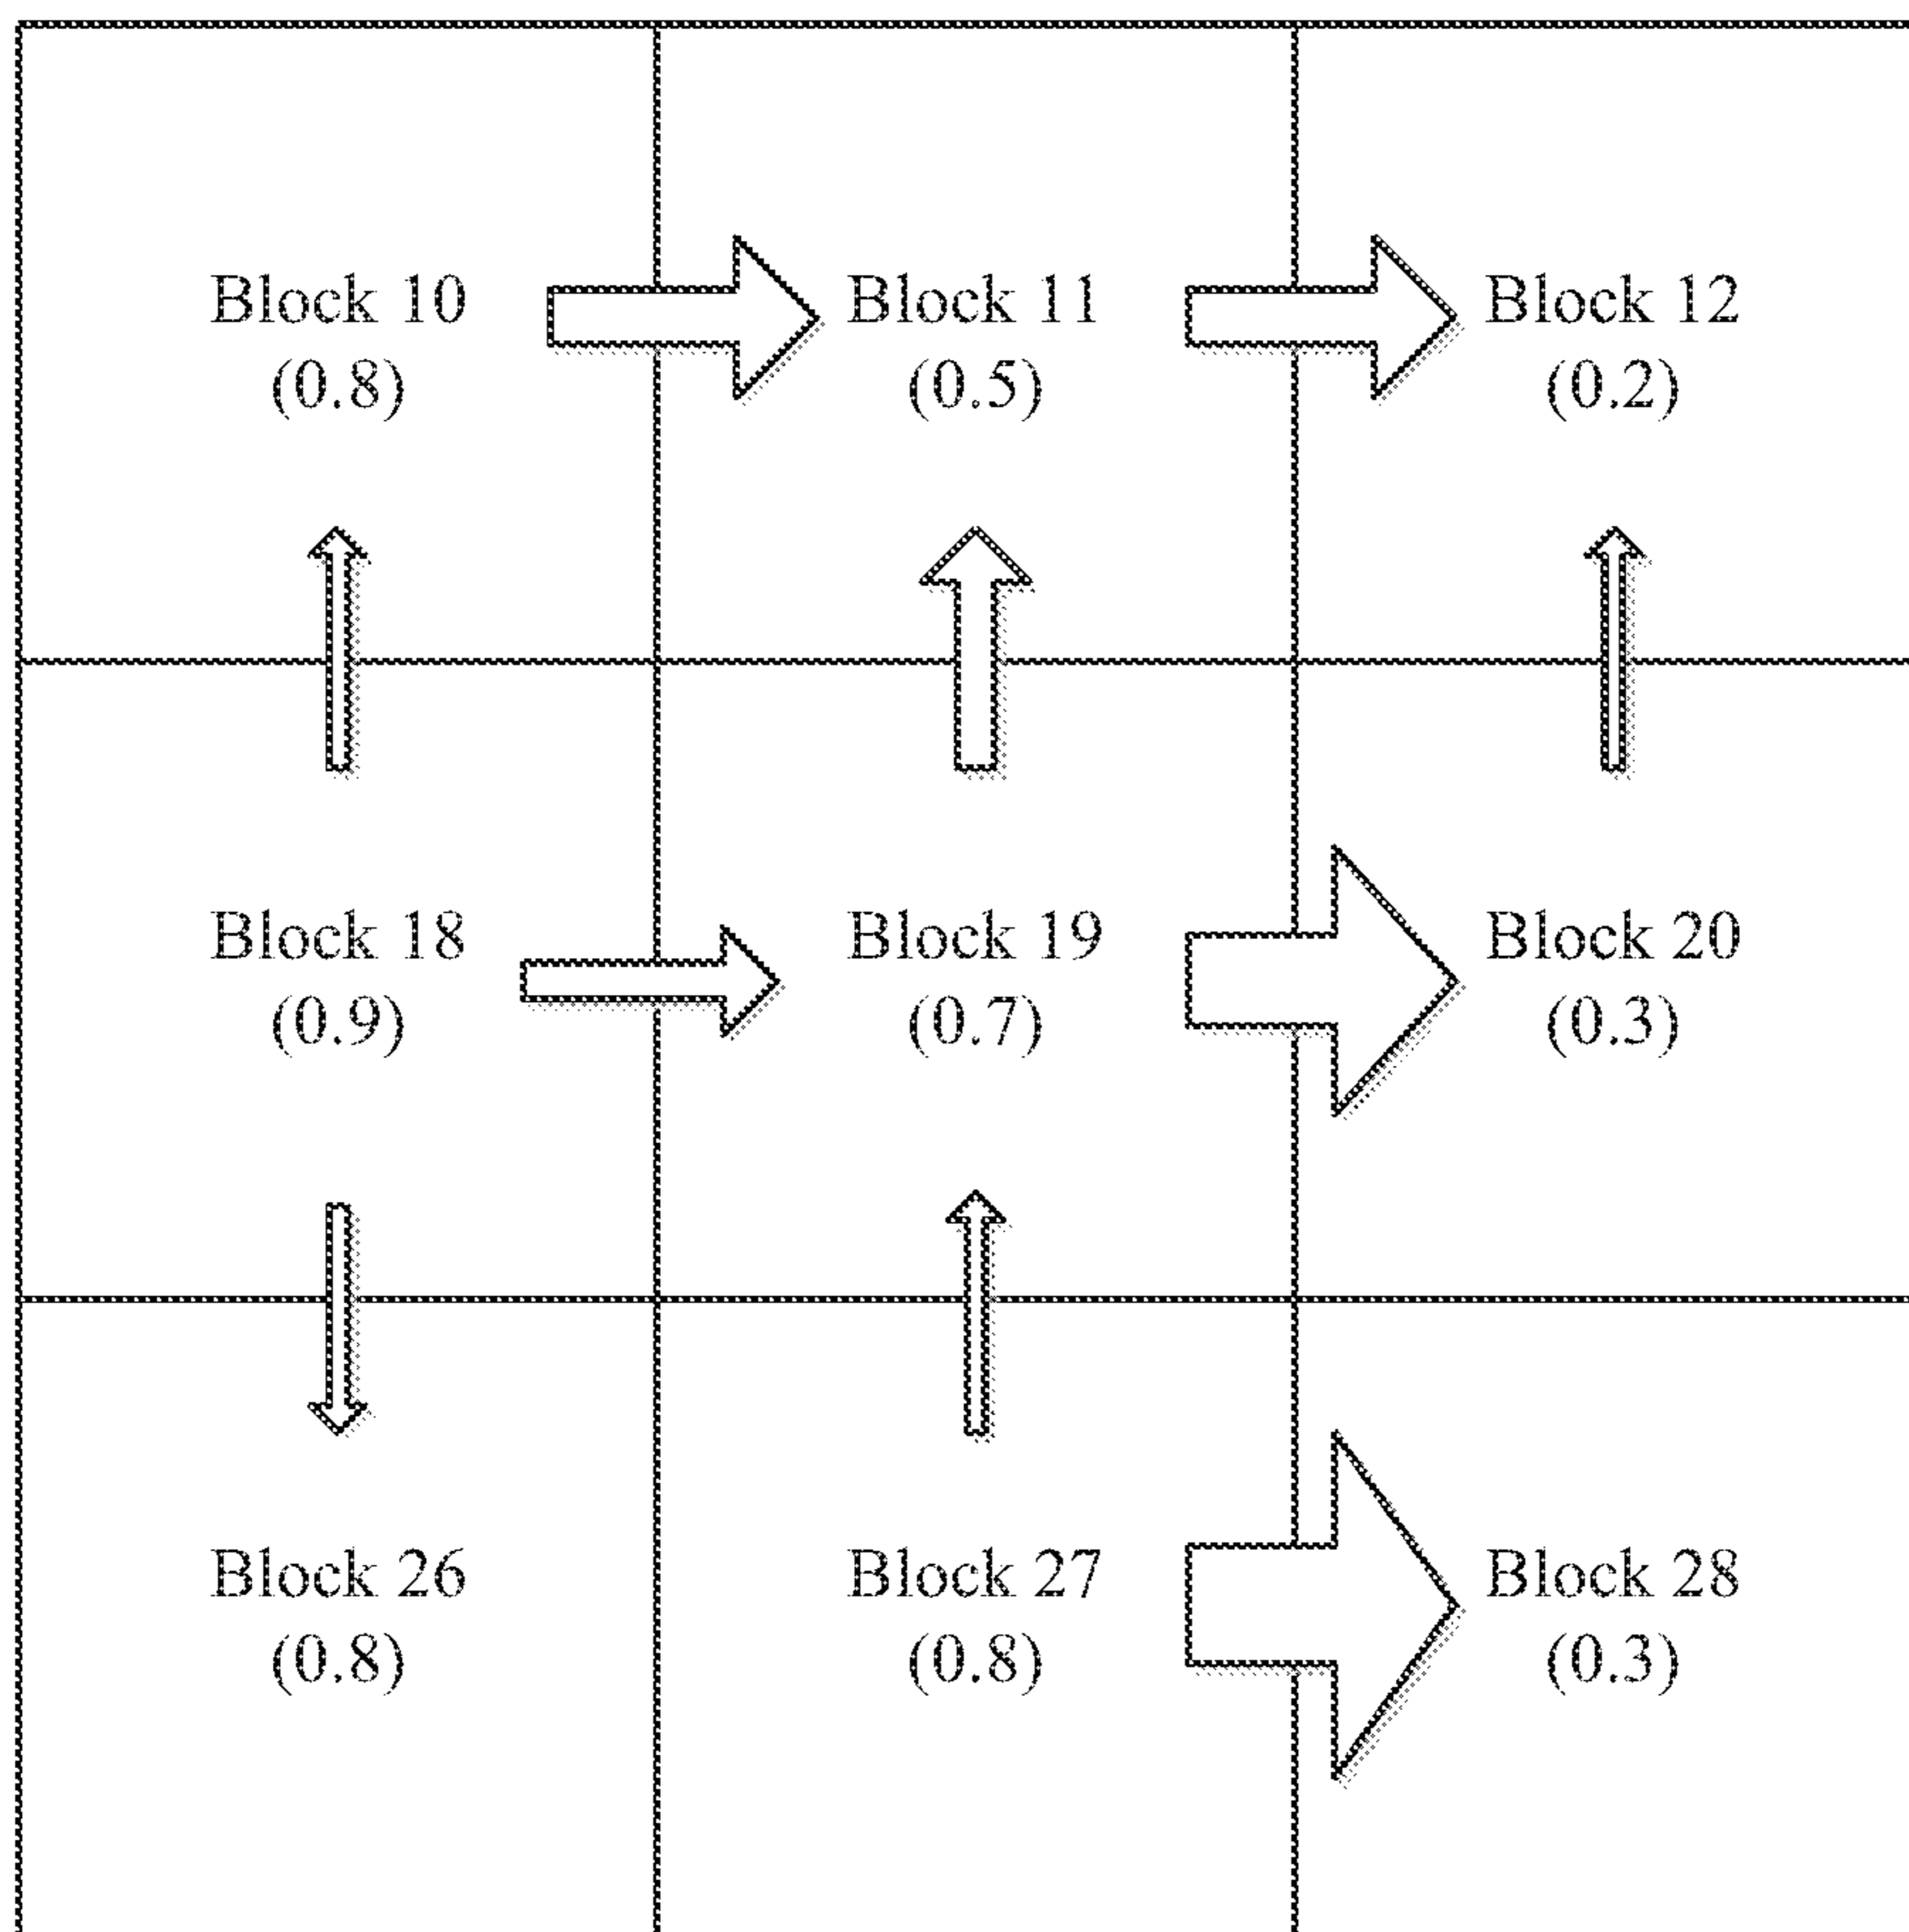 Block 10
(0.8)
Block 11
(0.5)
Block 12
(0.2)
Block 18
(0.9)
Block 19
(0.7)
Block 20
(0.3)
Block 26
(0.8)
Block 27
(0.8)
Block 28
(0.3)